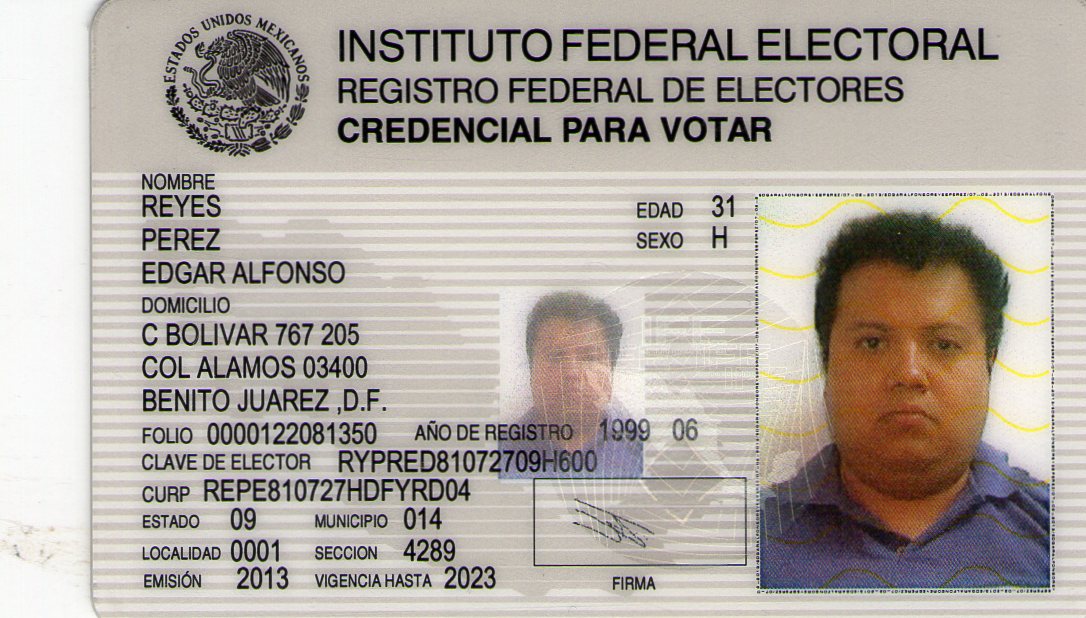 ESTADOS UNIDOS MEXICANOS
INSTITUTO FEDERAL ELECTORAL
REGISTRO FEDERAL DE ELECTORES
CREDENCIAL PARA VOTAR
NOMBRE
REYES
PEREZ
EDGAR ALFONSO
EDAD 31
SEXO H
DOMICILIO
C BOLIVAR 767 205
COL ALAMOS 03400
BENITO JUAREZ ,D.F.
FOLIO 0000122081350 AÑO DE REGISTRO 1999 06
CLAVE DE ELECTOR RYPRED81072709H600
CURP REPE810727HDFYRD04
ESTADO 09 MUNICIPIO 014
LOCALIDAD 0001 SECCION 4289
EMISIÓN 2013 VIGENCIA HASTA 2023
FIRMA